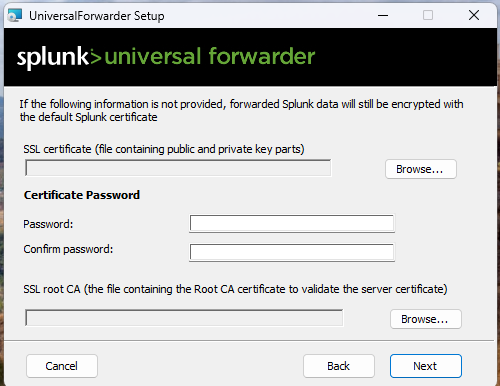 UniversalForwarder Setup
splunk>universal forwarder
If the following information is not provided, forwarded Splunk data will still be encrypted with
the default Splunk certificate
SSL certificate (file containing public and private key parts)
Browse...
Certificate Password
Password:
Confirm password:
SSL root CA (the file containing the Root CA certificate to validate the server certificate)
Browse...
Cancel
Back
Next